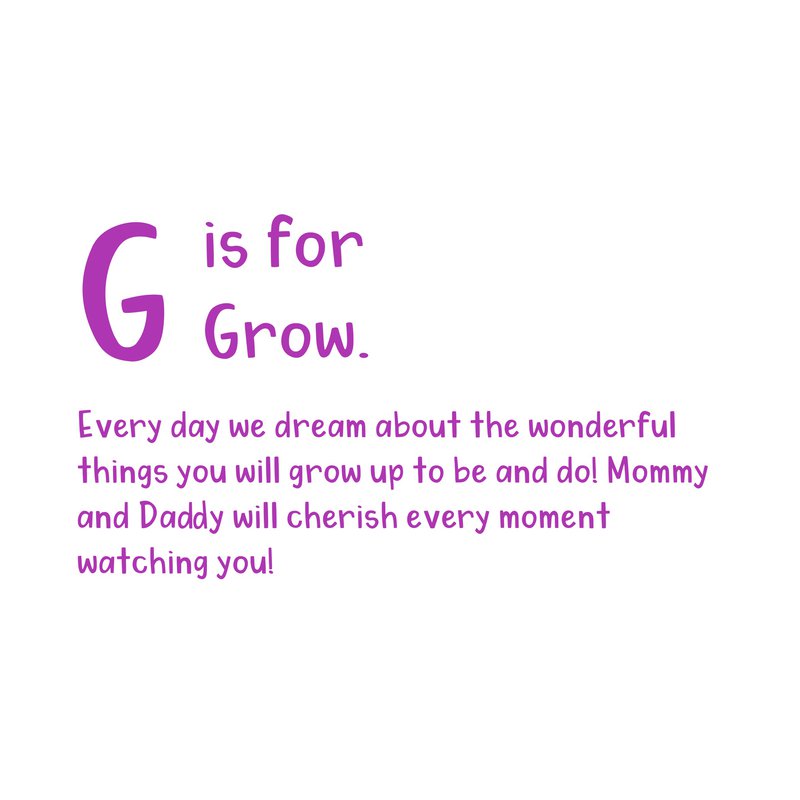 G is for
Grow.
Every day we dream about the wonderful
things you will grow up to be and do! Mommy
and Daddy will cherish every moment
watching you!